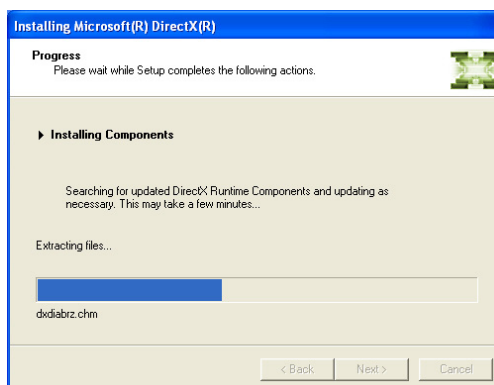 Installing Microsoft(R) DirectX(R)
Progress
Please wait while Setup completes the following actions.
Installing Components
Searching for updated DirectX Runtime Components and updating as
necessary. This may take a few minutes...
Extracting files...
dxdiabrz.chm
< Back Next > Cancel